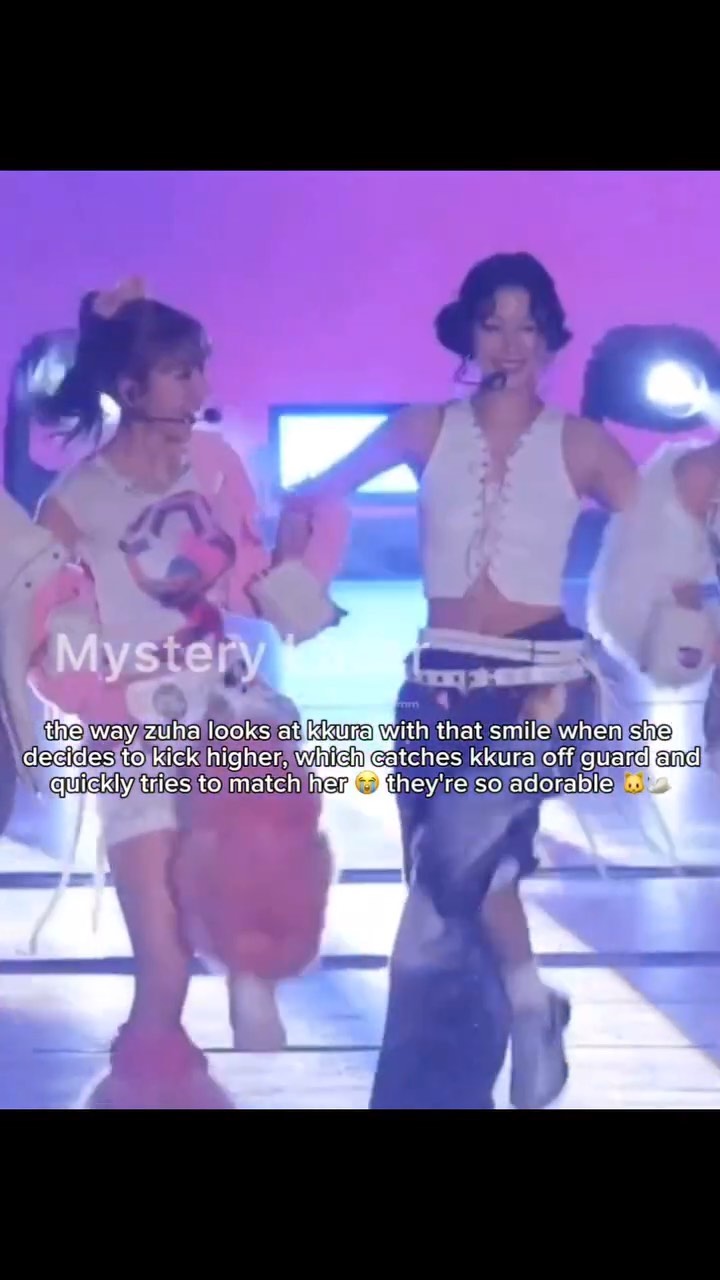 Mystery
the way zuha looks at kkura with that smile when she
decides to kick higher, which catches kkura off guard and
quickly tries to match her 😭 they're so adorable 🐱🦢